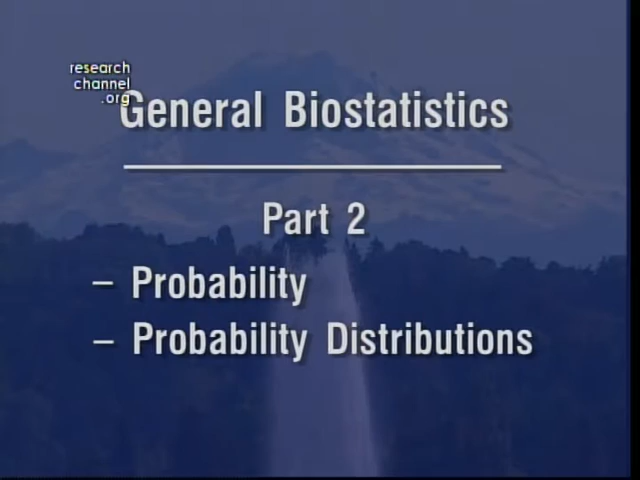 research
channel
.org
General Biostatistics
Part 2
– Probability
– Probability Distributions